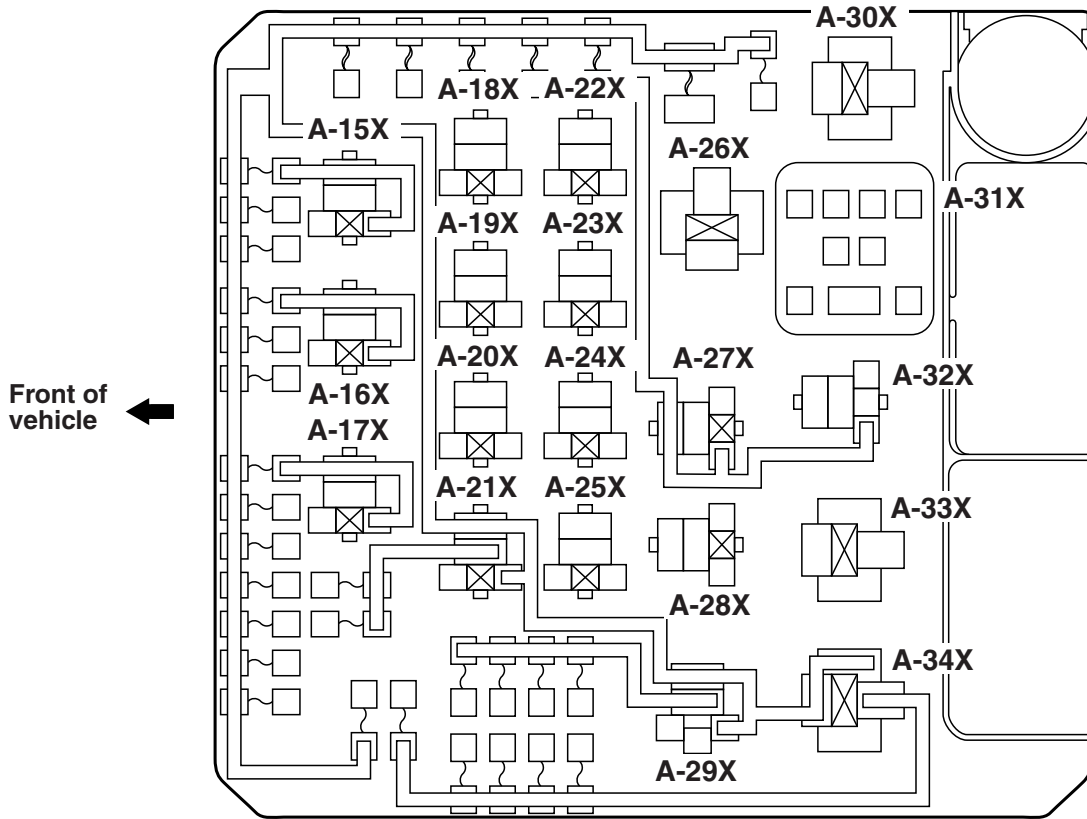 A-30X
A-18X
A-22X
A-15X
A-26X
A-31X
A-19X
A-23X
A-20X
A-24X
A-27X
A-32X
Front of
vehicle
A-16X
A-17X
A-21X
A-25X
A-33X
A-28X
A-34X
A-29X